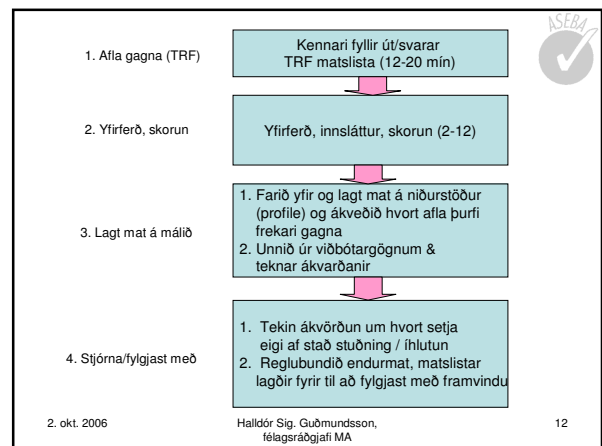 ASEBA
1. Afla gagna (TRF)
Kennari fyllir út/svarar
TRF matslista (12-20 mín)
2. Yfirferð, skorun
Yfirferð, innsláttur, skorun (2-12)
3. Lagt mat á málið
1. Farið yfir og lagt mat á niðurstöður
(profile) og ákveðið hvort afla þurfi
frekari gagna
2. Unnið úr viðbótargögnum &
teknar ákvarðanir
4. Stjórna/fylgjast með
1. Tekin ákvörðun um hvort setja
eigi af stað stuðning / íhlutun
2. Reglubundið endurmat, matslistar
lagðir fyrir til að fylgjast með framvindu
2. okt. 2006
Halldór Sig. Guðmundsson,
félagsráðgjafi MA
12